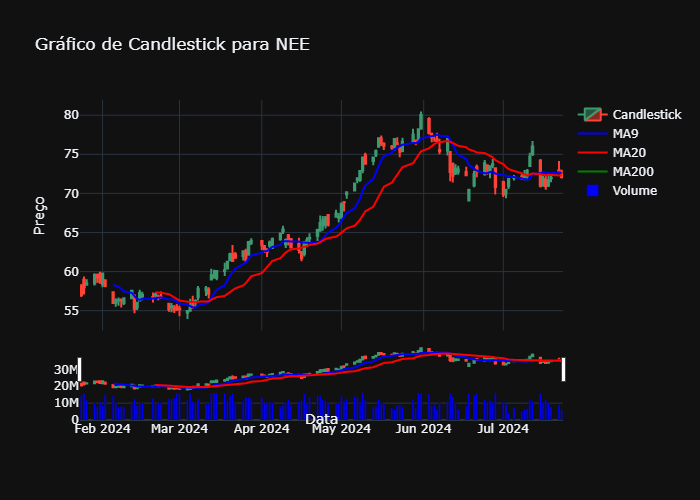 Gráfico de Candlestick para NEE
Candlestick
MA9
MA20
MA200
Volume
Preço
80
75
70
65
60
55
30M
20M
10M
0
Feb 2024
Mar 2024
Apr 2024
May 2024
Jun 2024
Jul 2024
Data